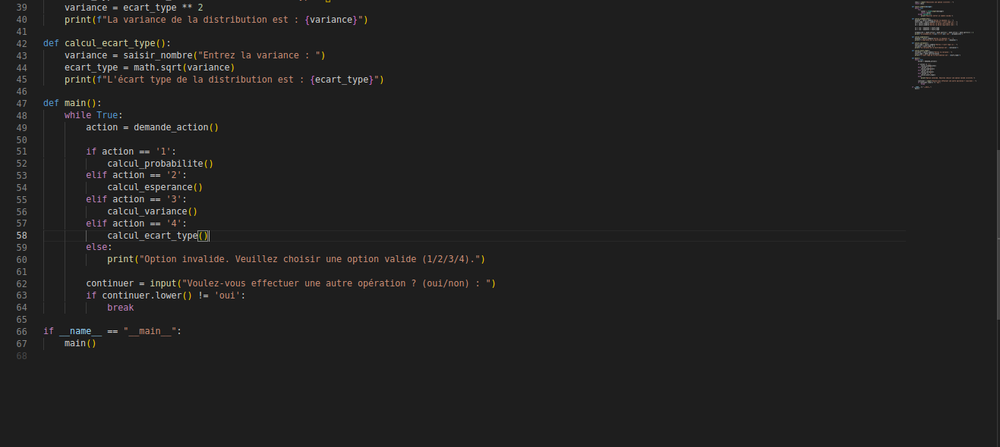 39 variance = ecart_type ** 2
40 print(f"La variance de la distribution est : {variance}")
41
42 def calcul_ecart_type():
43 variance = saisir_nombre("Entrez la variance : ")
44 ecart_type = math.sqrt(variance)
45 print(f"L'écart type de la distribution est : {ecart_type}")
46
47 def main():
48 while True:
49 action = demande_action()
50
51 if action == '1':
52 calcul_probabilite()
53 elif action == '2':
54 calcul_esperance()
55 elif action == '3':
56 calcul_variance()
57 elif action == '4':
58 calcul_ecart_type()
59 else:
60 print("Option invalide. Veuillez choisir une option valide (1/2/3/4).")
61
62 continuer = input("Voulez-vous effectuer une autre opération ? (oui/non) : ")
63 if continuer.lower() != 'oui':
64 break
65
66 if __name__ == "__main__":
67 main()
68